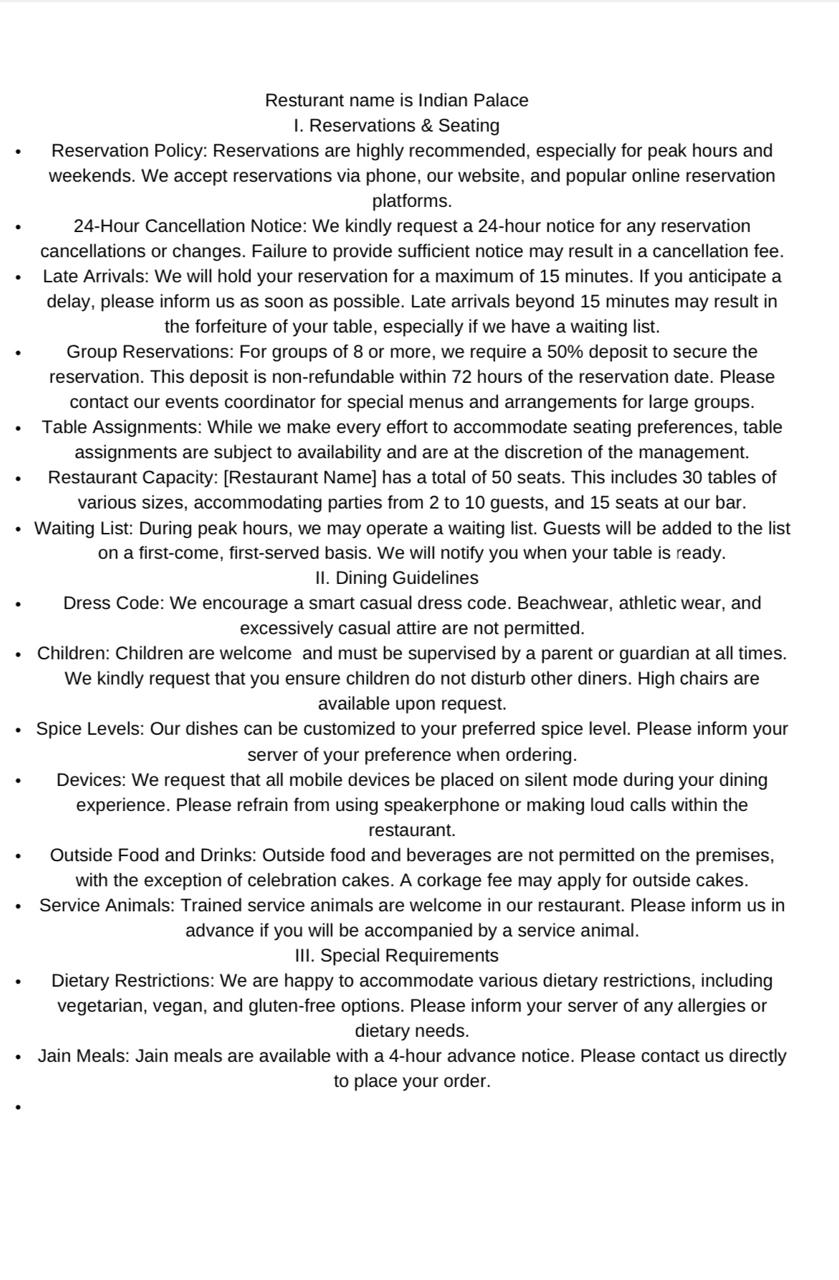 Resturant name is Indian Palace
I. Reservations & Seating
• Reservation Policy: Reservations are highly recommended, especially for peak hours and
weekends. We accept reservations via phone, our website, and popular online reservation
platforms.
• 24-Hour Cancellation Notice: We kindly request a 24-hour notice for any reservation
cancellations or changes. Failure to provide sufficient notice may result in a cancellation fee.
• Late Arrivals: We will hold your reservation for a maximum of 15 minutes. If you anticipate a
delay, please inform us as soon as possible. Late arrivals beyond 15 minutes may result in
the forfeiture of your table, especially if we have a waiting list.
• Group Reservations: For groups of 8 or more, we require a 50% deposit to secure the
reservation. This deposit is non-refundable within 72 hours of the reservation date. Please
contact our events coordinator for special menus and arrangements for large groups.
• Table Assignments: While we make every effort to accommodate seating preferences, table
assignments are subject to availability and are at the discretion of the management.
• Restaurant Capacity: [Restaurant Name] has a total of 50 seats. This includes 30 tables of
various sizes, accommodating parties from 2 to 10 guests, and 15 seats at our bar.
• Waiting List: During peak hours, we may operate a waiting list. Guests will be added to the list
on a first-come, first-served basis. We will notify you when your table is ready.
II. Dining Guidelines
• Dress Code: We encourage a smart casual dress code. Beachwear, athletic wear, and
excessively casual attire are not permitted.
• Children: Children are welcome  and must be supervised by a parent or guardian at all times.
We kindly request that you ensure children do not disturb other diners. High chairs are
available upon request.
• Spice Levels: Our dishes can be customized to your preferred spice level. Please inform your
server of your preference when ordering.
• Devices: We request that all mobile devices be placed on silent mode during your dining
experience. Please refrain from using speakerphone or making loud calls within the
restaurant.
• Outside Food and Drinks: Outside food and beverages are not permitted on the premises,
with the exception of celebration cakes. A corkage fee may apply for outside cakes.
• Service Animals: Trained service animals are welcome in our restaurant. Please inform us in
advance if you will be accompanied by a service animal.
III. Special Requirements
• Dietary Restrictions: We are happy to accommodate various dietary restrictions, including
vegetarian, vegan, and gluten-free options. Please inform your server of any allergies or
dietary needs.
• Jain Meals: Jain meals are available with a 4-hour advance notice. Please contact us directly
to place your order.
•